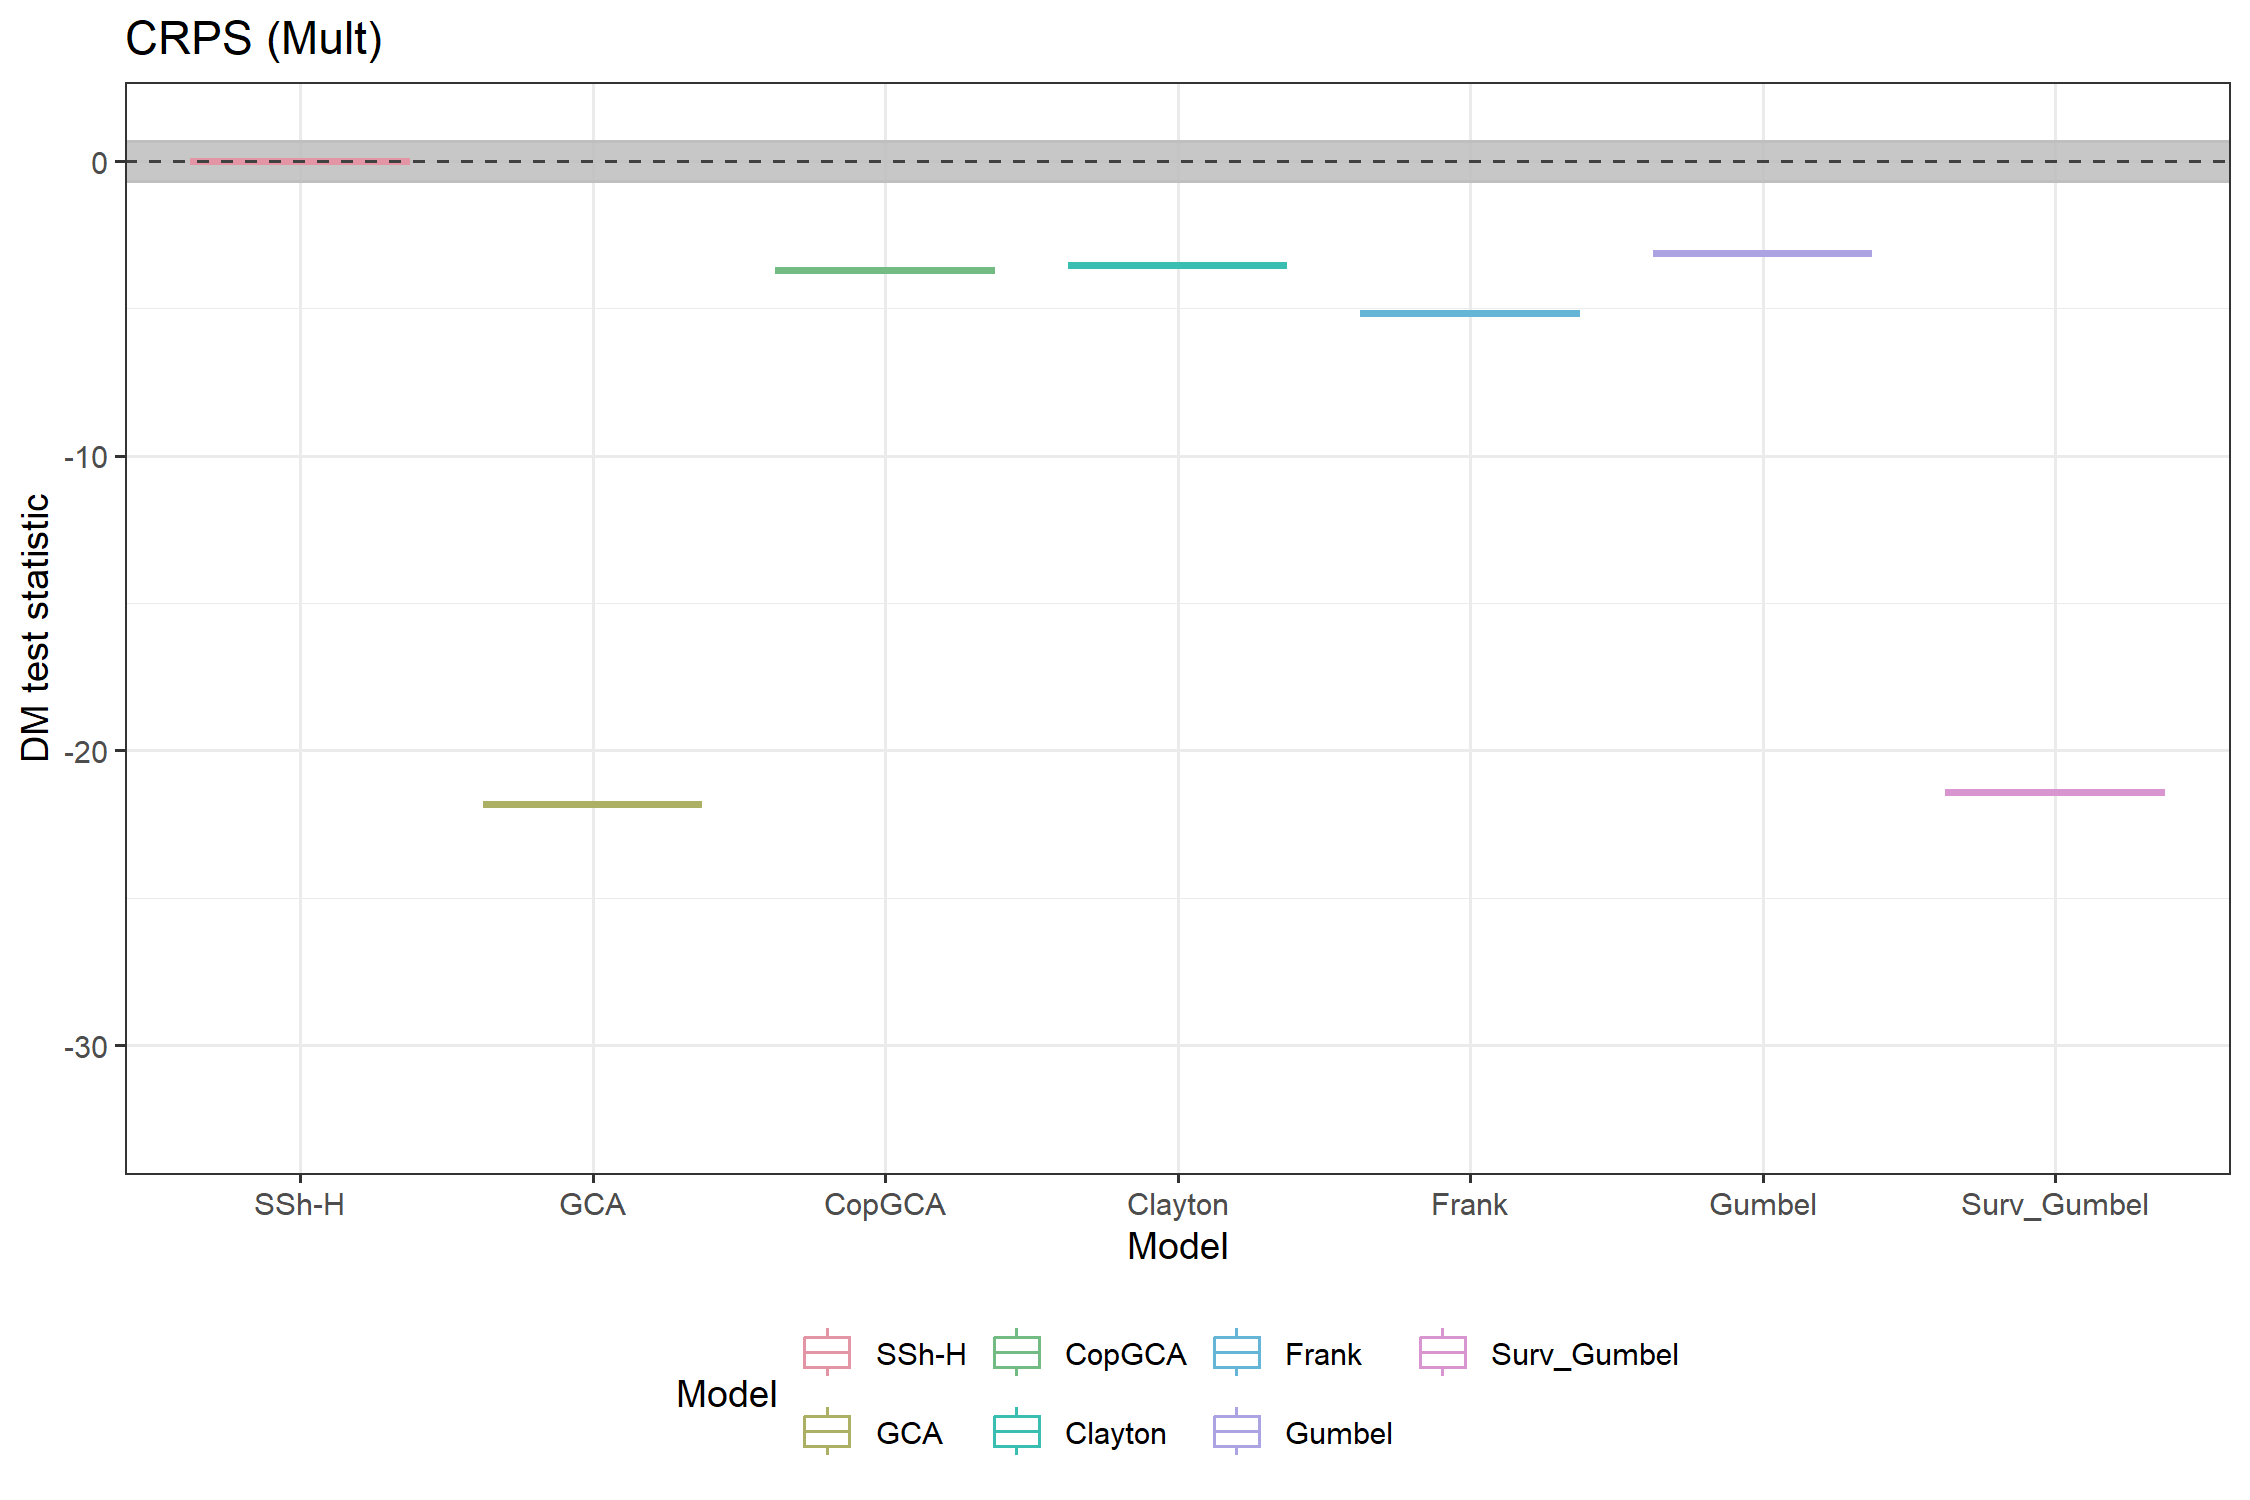 CRPS (Mult)
DM test statistic
0
-10
-20
-30
SSh-H GCA CopGCA Clayton Frank Gumbel Surv_Gumbel
Model
Model
SSh-H CopGCA Frank Surv_Gumbel
GCA Clayton Gumbel